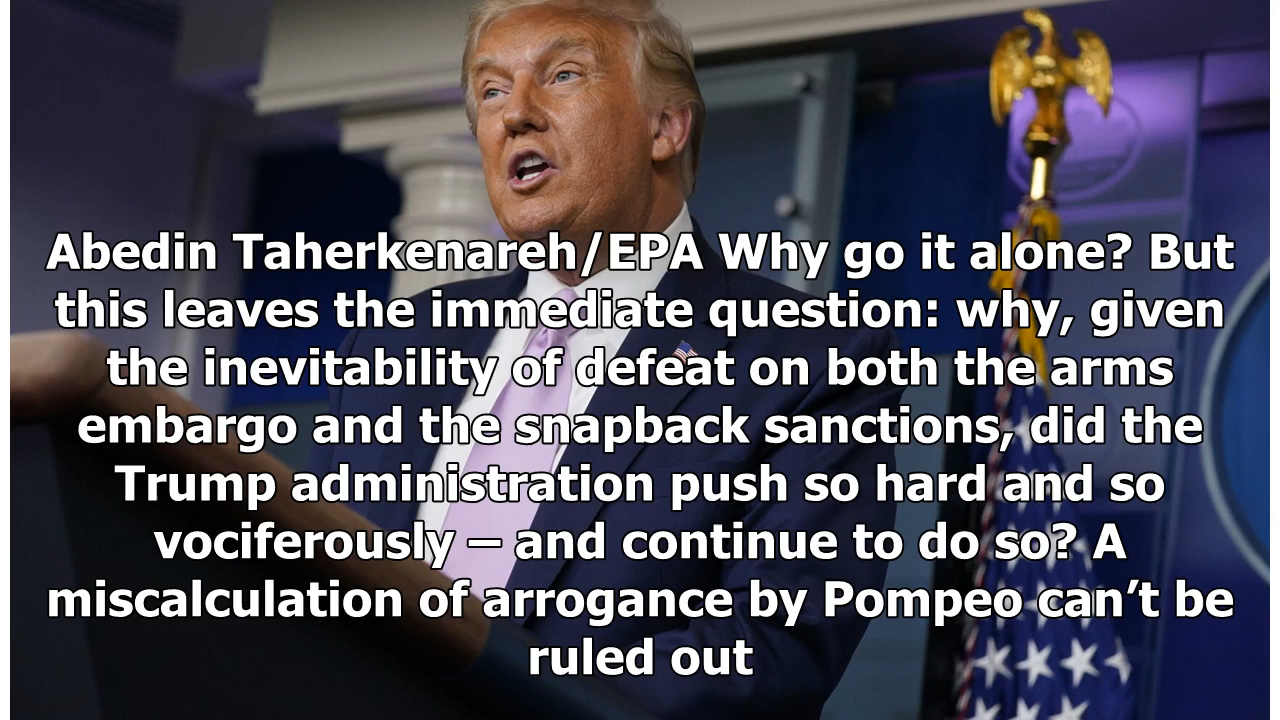 Abedin Taherkenareh/EPA Why go it alone? But
this leaves the immediate question: why, given
the inevitability of defeat on both the arms
embargo and the snapback sanctions, did the
Trump administration push so hard and so
vociferously – and continue to do so? A
miscalculation of arrogance by Pompeo can’t be
ruled out